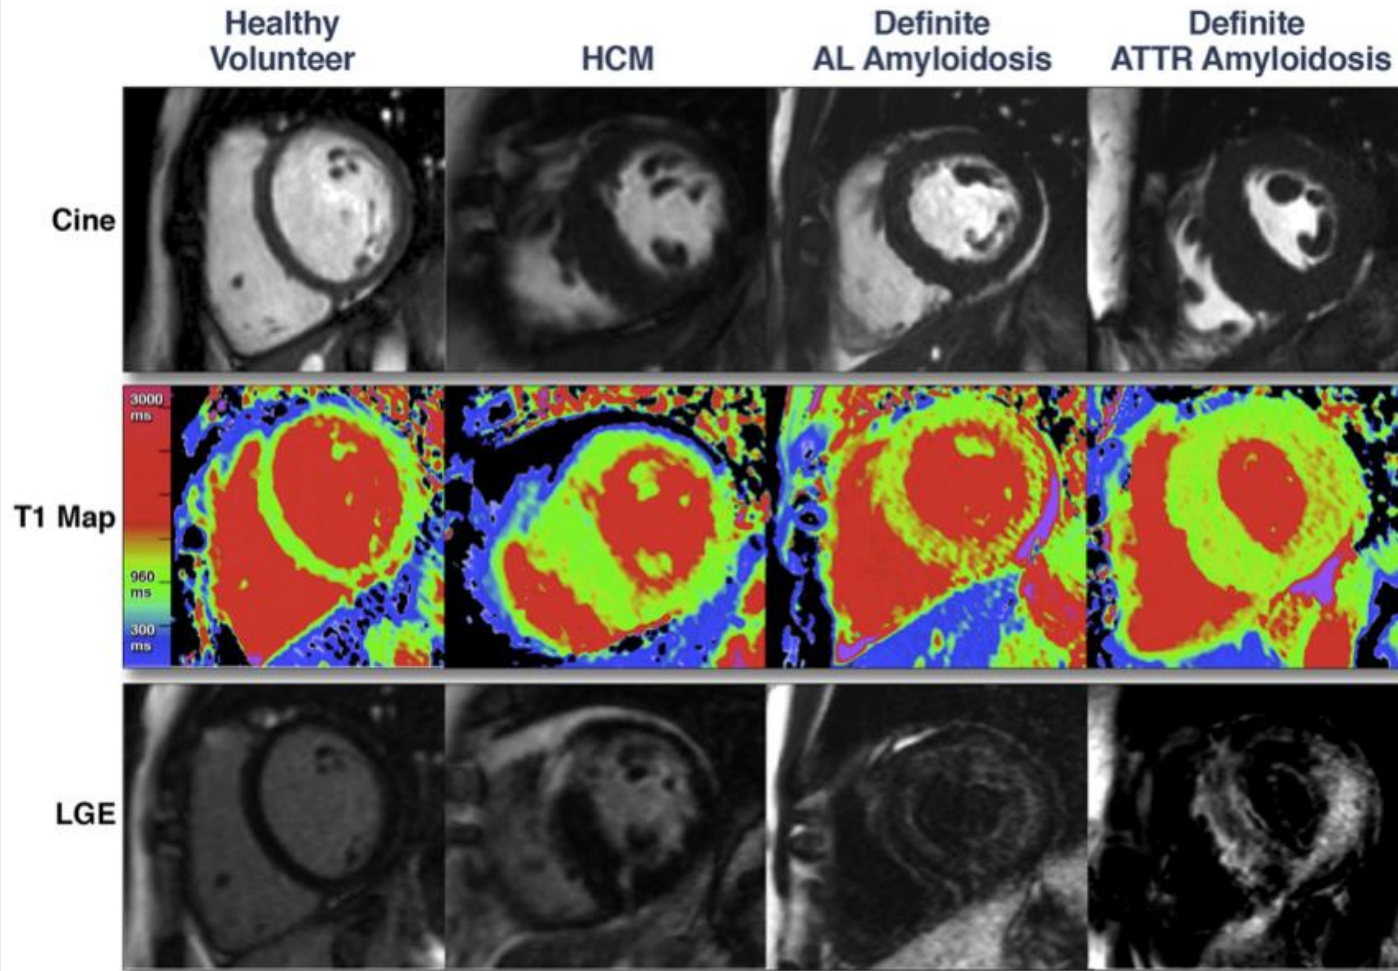 Healthy
Volunteer
HCM
Definite
AL Amyloidosis
Definite
ATTR Amyloidosis
Cine
T1 Map
3000
ms
960
ms
300
ms
LGE